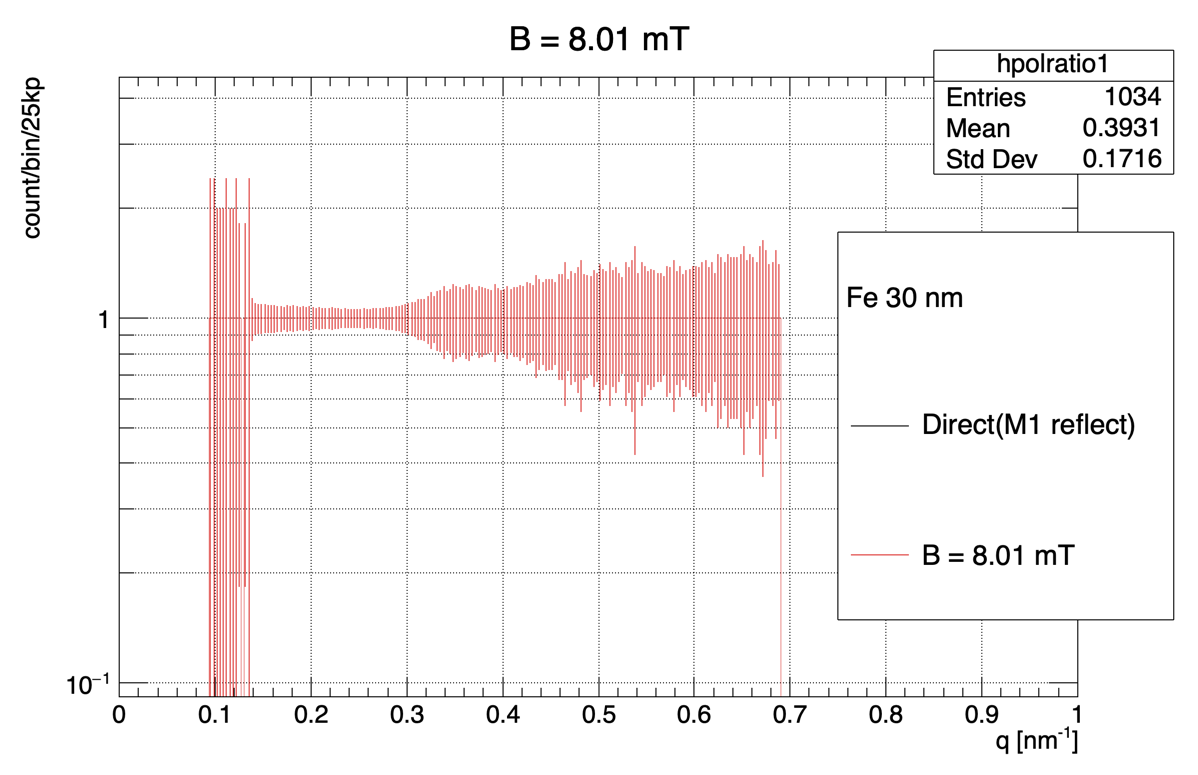 B = 8.01 mT
hpolratio1
Entries 1034
Mean 0.3931
Std Dev 0.1716
count/bin/25kp
1
10⁻¹
Fe 30 nm
Direct(M1 reflect)
B = 8.01 mT
0 0.1 0.2 0.3 0.4 0.5 0.6 0.7 0.8 0.9 1
q [nm⁻¹]